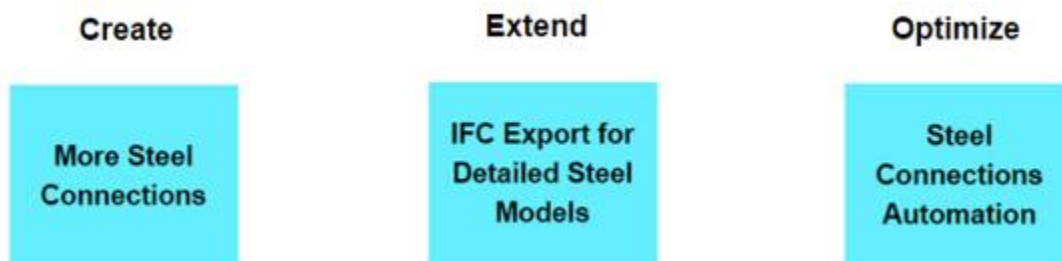 Create
More Steel
Connections
Extend
IFC Export for
Detailed Steel
Models
Optimize
Steel
Connections
Automation